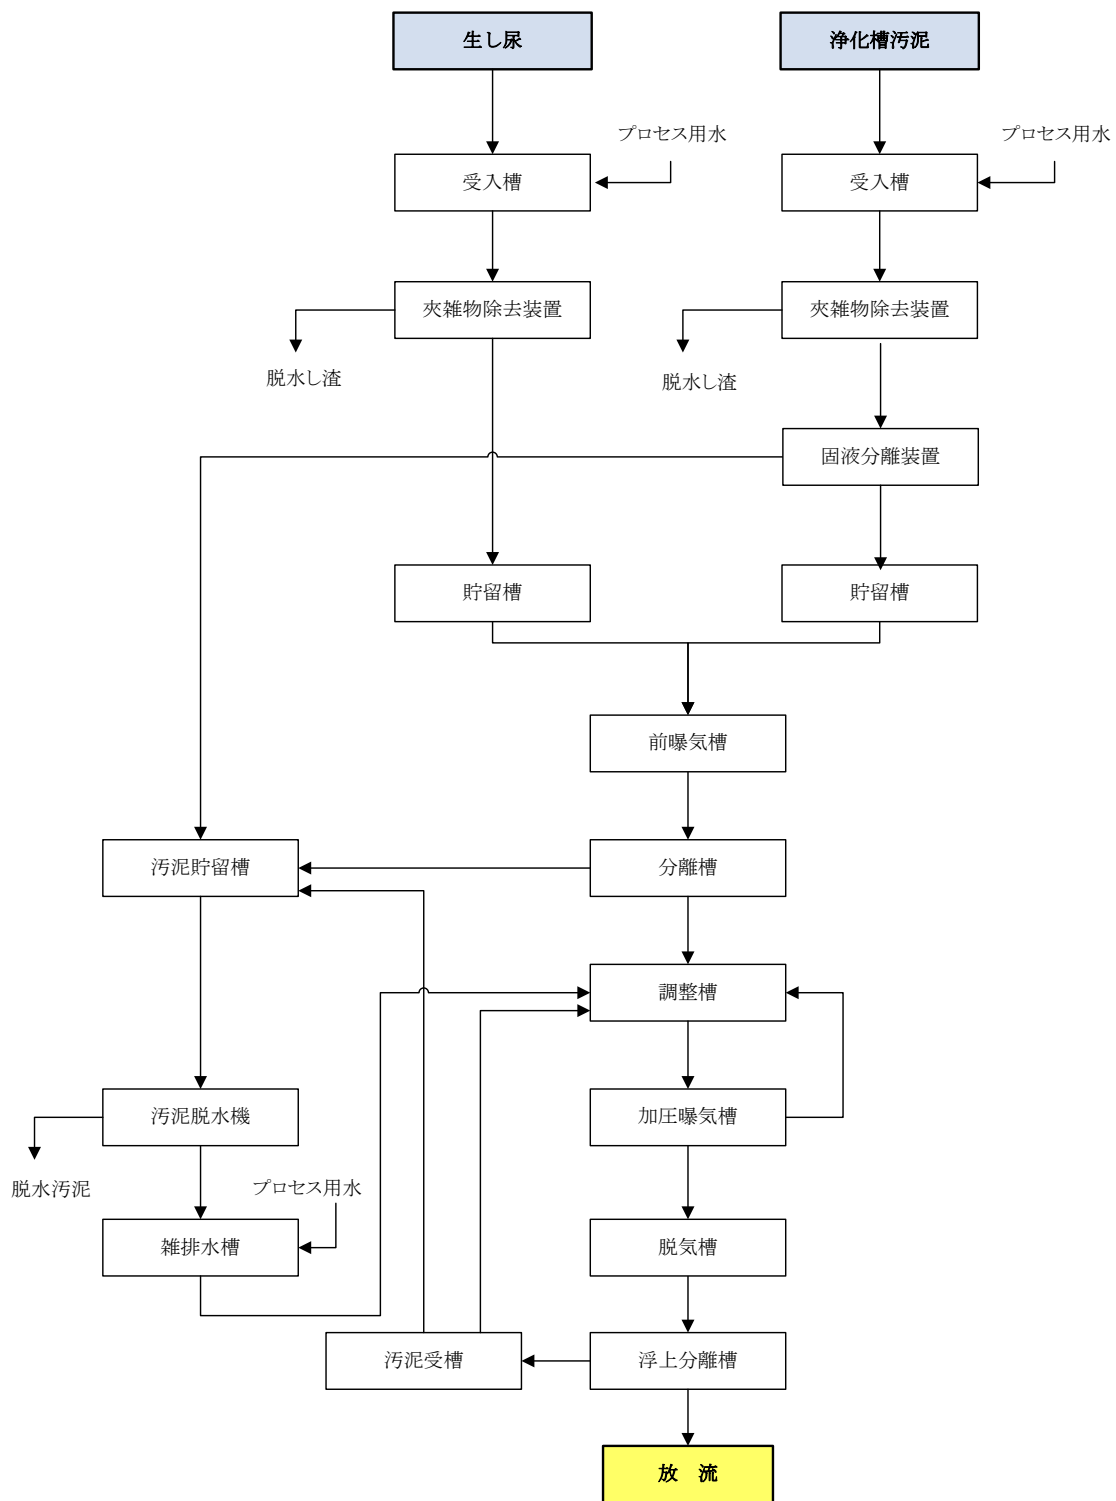 生し尿
浄化槽汚泥
プロセス用水
プロセス用水
受入槽
受入槽
夾雑物除去装置
夾雑物除去装置
脱水し渣
脱水し渣
固液分離装置
貯留槽
貯留槽
前曝気槽
汚泥貯留槽
分離槽
調整槽
汚泥脱水機
加圧曝気槽
脱水汚泥
プロセス用水
雑排水槽
脱気槽
汚泥受槽
浮上分離槽
放　流